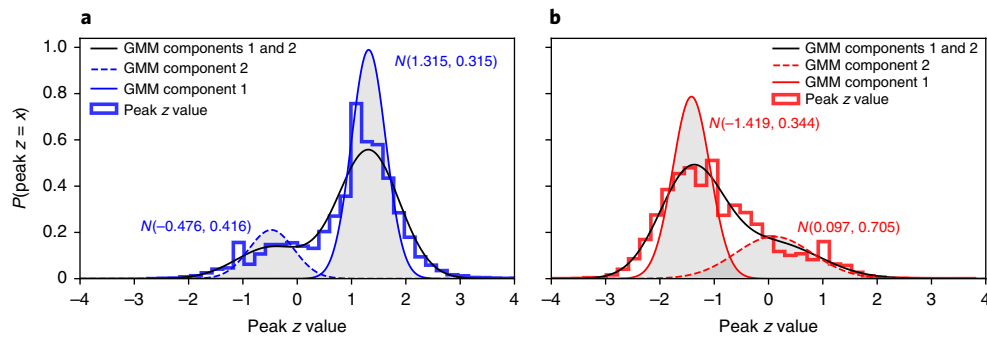 a
b
1.0
0.8
0.6
0.4
0.2
0
P(peak z = x)
GMM components 1 and 2
GMM component 2
GMM component 1
Peak z value
N(1.315, 0.315)
N(–0.476, 0.416)
–4 –3 –2 –1 0 1 2 3 4
Peak z value
GMM components 1 and 2
GMM component 2
GMM component 1
Peak z value
N(–1.419, 0.344)
N(0.097, 0.705)
–4 –3 –2 –1 0 1 2 3 4
Peak z value